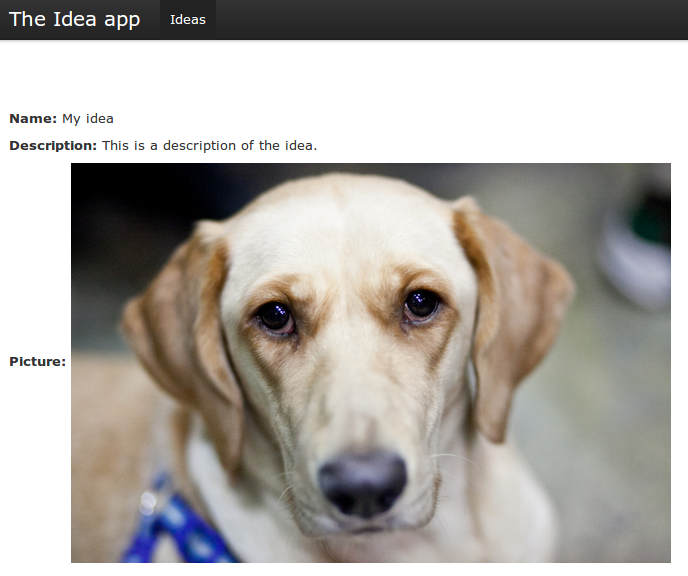 The Idea app Ideas
Name: My idea
Description: This is a description of the idea.
Picture: